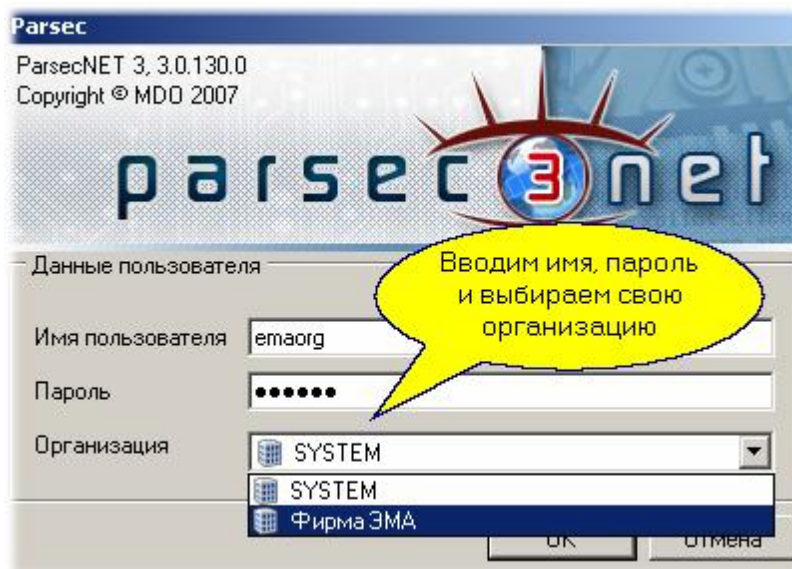 Parsec
ParsecNET 3, 3.0.130.0
Copyright © MDO 2007
parsec 3 net
Данные пользователя
Вводим имя, пароль
и выбираем свою
организацию
Имя пользователя emaorg
Пароль ●●●●●●
Организация SYSTEM
SYSTEM
Фирма ЭМА
OK Отмена